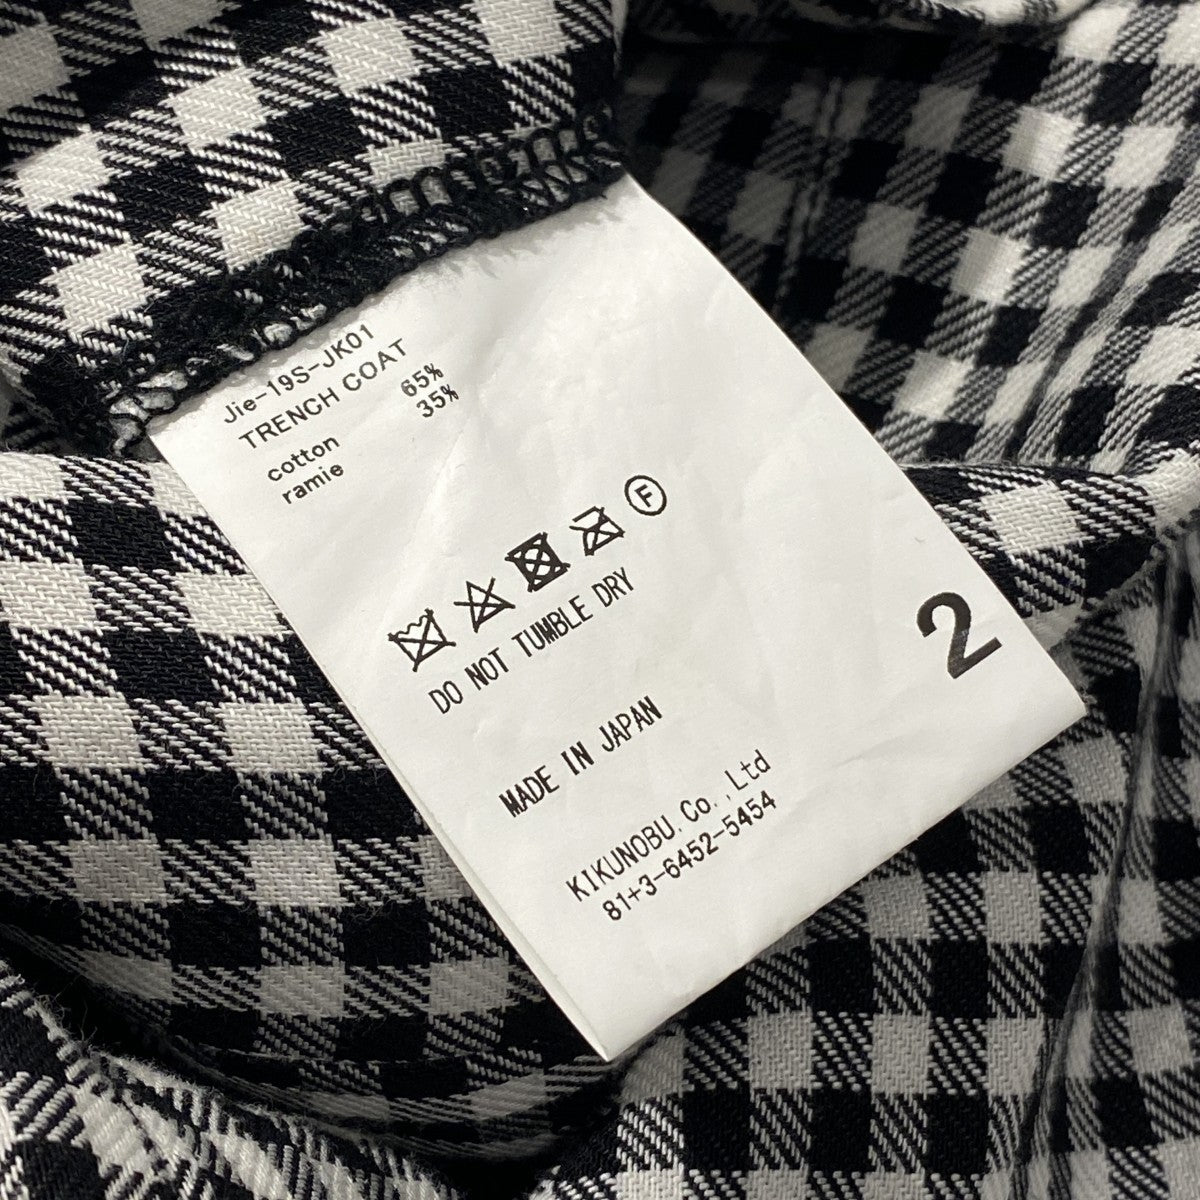 Jie-19S-JK01
TRENCH COAT
cotton 65%
ramie 35%
F
DO NOT TUMBLE DRY
2
MADE IN JAPAN
KIKUNOBU.Co.,Ltd
81+3-6452-5454